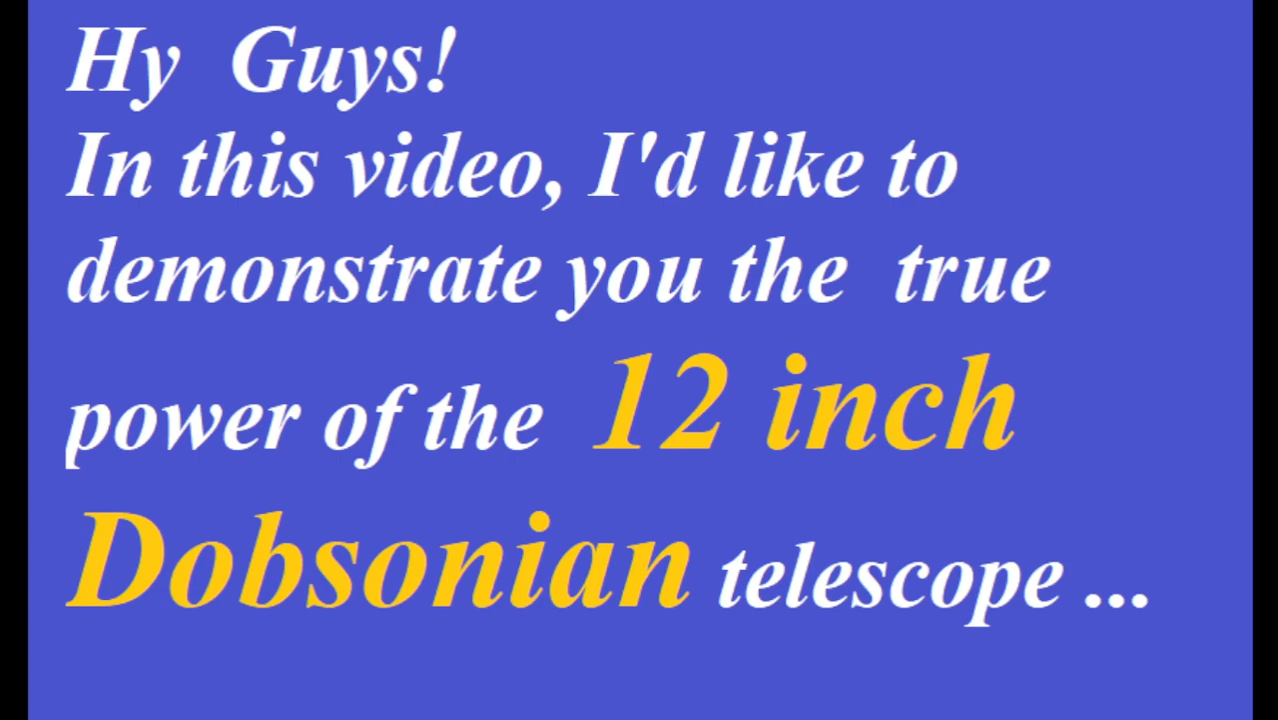 Hy Guys!
In this video, I'd like to
demonstrate you the true
power of the 12 inch
Dobsonian telescope ...